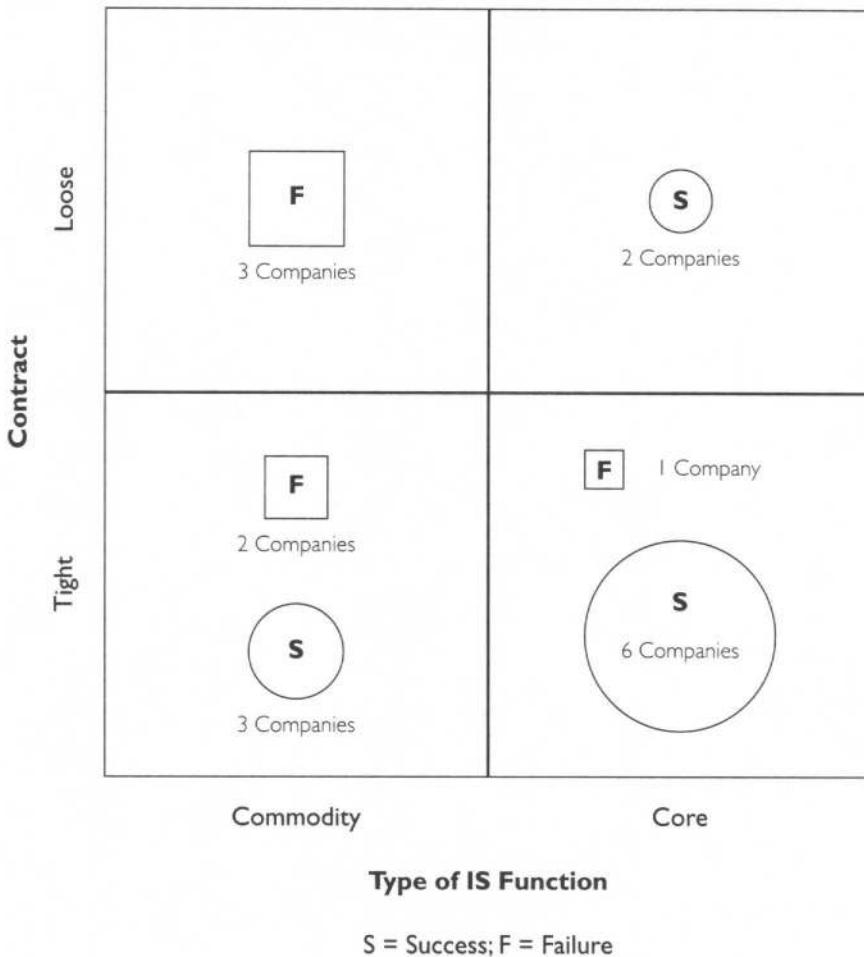 Contract
Loose
F
3 Companies
S
2 Companies
Tight
F
2 Companies
S
3 Companies
F
1 Company
S
6 Companies
Commodity
Core
Type of IS Function
S = Success; F = Failure